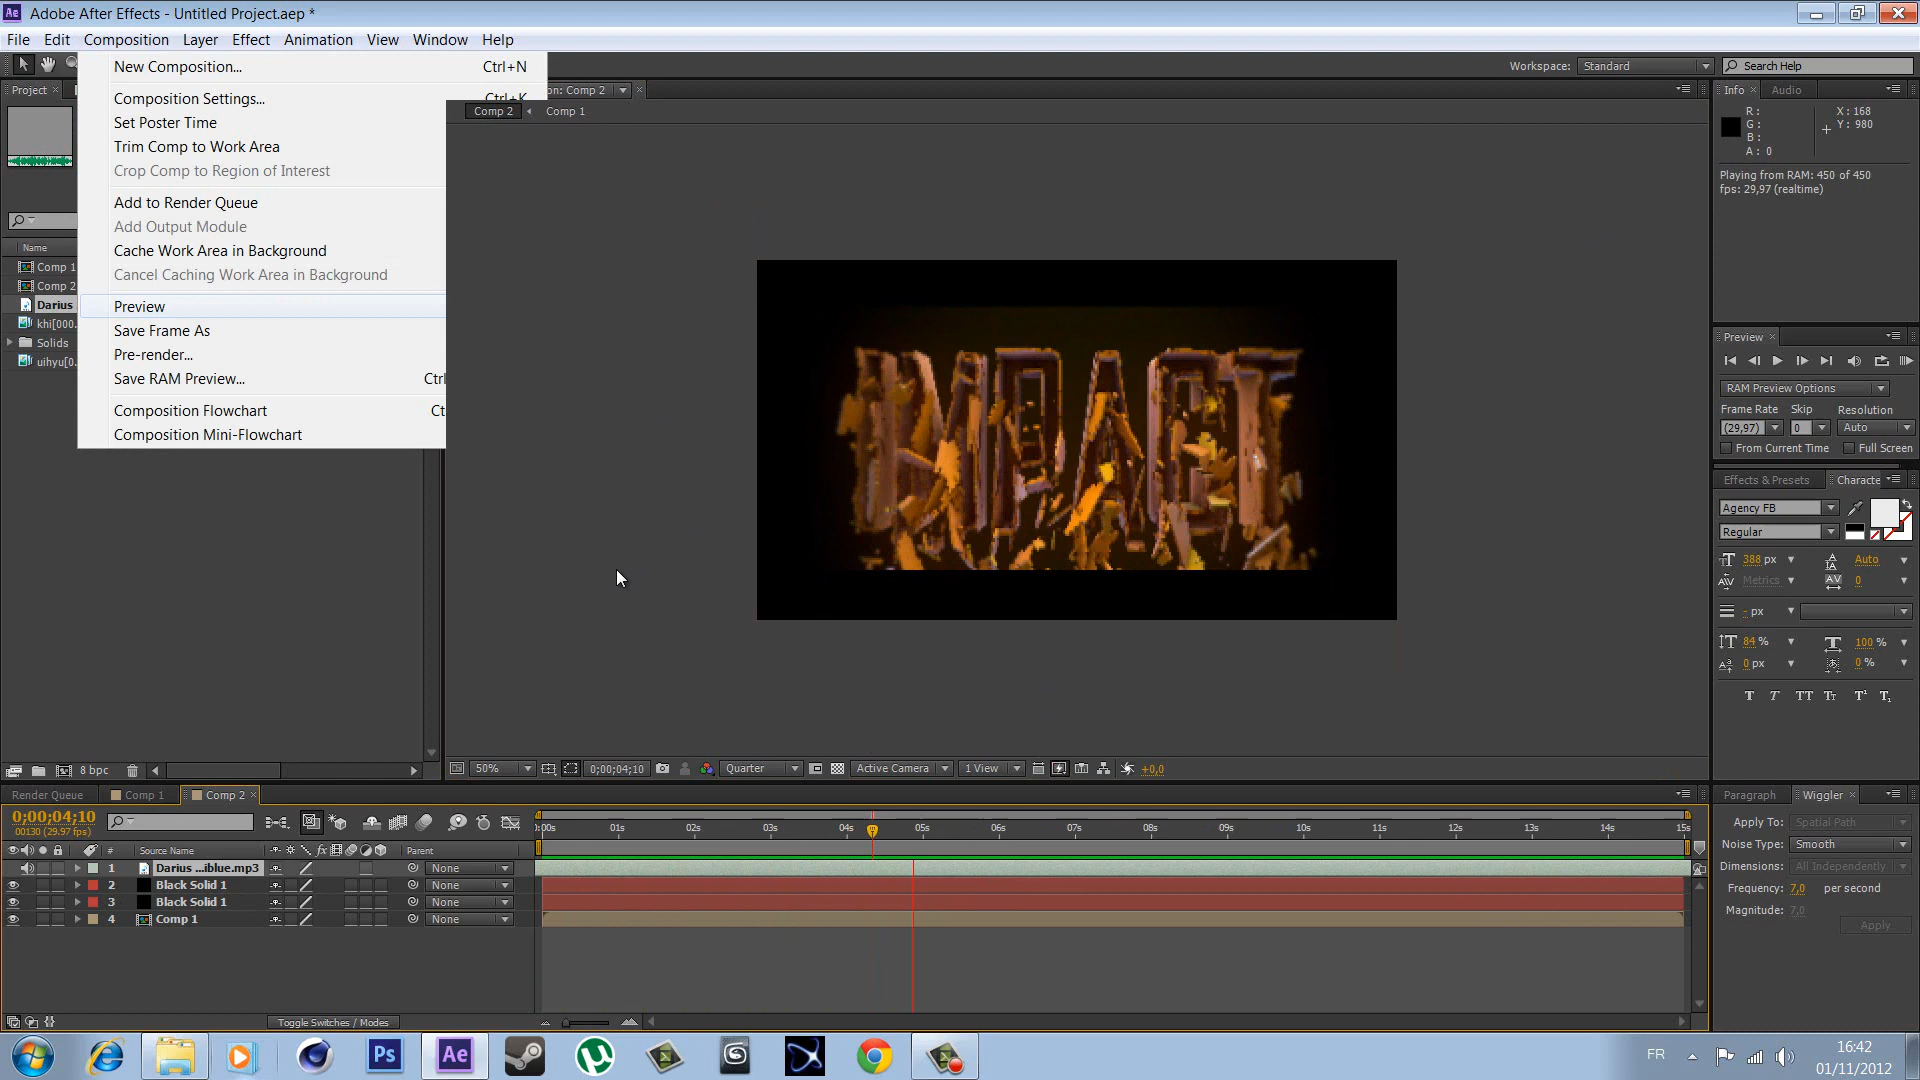 Adobe After Effects - Untitled Project.aep *
File Edit Composition Layer Effect Animation View Window Help
Workspace: Standard Search Help
New Composition... Ctrl+N
Composition Settings... Ctrl+K
Set Poster Time
Trim Comp to Work Area
Crop Comp to Region of Interest
Add to Render Queue
Add Output Module
Cache Work Area in Background
Cancel Caching Work Area in Background
Preview
Save Frame As
Pre-render...
Save RAM Preview... Ctrl
Composition Flowchart Ct
Composition Mini-Flowchart
Project
Name
Comp 1
Comp 2
Darius
khi[000.
Solids
uihyu[0.
8 bpc
on: Comp 2
Comp 2 Comp 1
IMPACT
50% 0;00;04;10 Quarter Active Camera 1 View +0,0
Info Audio
R: X: 168
G: Y: 980
B:
A: 0
Playing from RAM: 450 of 450
fps: 29,97 (realtime)
Preview
RAM Preview Options
Frame Rate Skip Resolution
(29,97) 0 Auto
From Current Time Full Screen
Effects & Presets Characte
Agency FB
Regular
388 px Auto
Metrics 0
- px
84 % 100 %
0 px 0 %
T T TT Tt T¹ T₁
Render Queue Comp 1 Comp 2
0;00;04;10
00130 (29.97 fps)
:00s 01s 02s 03s 04s 05s 06s 07s 08s 09s 10s 11s 12s 13s 14s 15s
# Source Name Parent
1 Darius ...iblue.mp3 None
2 Black Solid 1 None
3 Black Solid 1 None
4 Comp 1 None
Toggle Switches / Modes
Paragraph Wiggler
Apply To: Spatial Path
Noise Type: Smooth
Dimensions: All Independently
Frequency: 7,0 per second
Magnitude: 7,0
Apply
Ps Ae
FR
16:42
01/11/2012